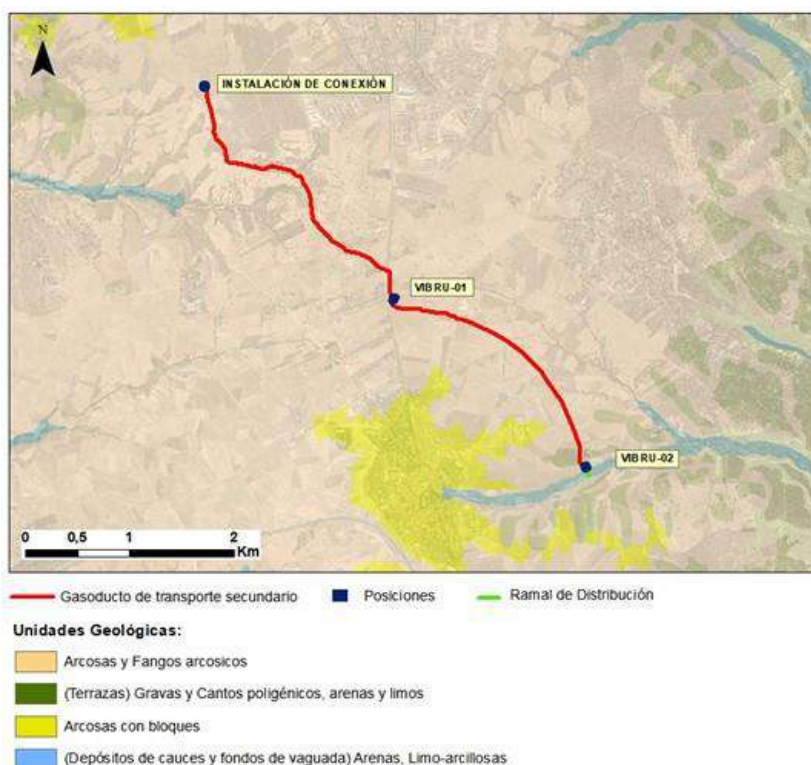 N
INSTALACIÓN DE CONEXIÓN
VIBRU-01
VIBRU-02
0 0,5 1 2
Km
Gasoducto de transporte secundario Posiciones Ramal de Distribución
Unidades Geológicas:
Arcosas y Fangos arcosicos
(Terrazas) Gravas y Cantos poligénicos, arenas y limos
Arcosas con bloques
(Depósitos de cauces y fondos de vaguada) Arenas, Limo-arcillosas